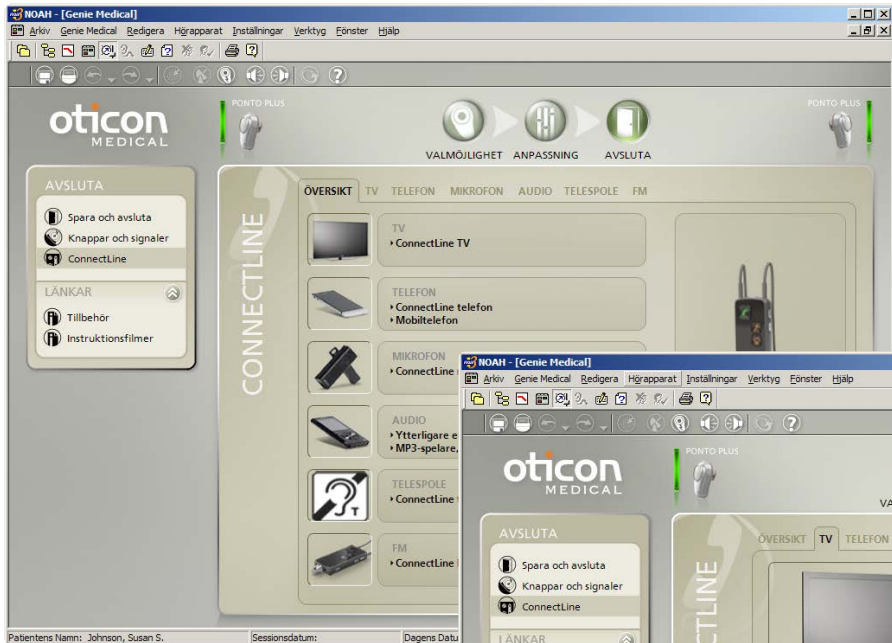 NOAH - [Genie Medical]
Arkiv Genie Medical Redigera Hörapparat Inställningar Verktyg Fönster Hjälp
PONTO PLUS
PONTO PLUS
oticon
MEDICAL
VALMÖJLIGHET ANPASSNING AVSLUTA
AVSLUTA
Spara och avsluta
Knappar och signaler
ConnectLine
LÄNKAR
Tillbehör
Instruktionsfilmer
CONNECTLINE
ÖVERSIKT TV TELEFON MIKROFON AUDIO TELESPOLE FM
TV
ConnectLine TV
TELEFON
ConnectLine telefon
Mobiltelefon
MIKROFON
ConnectLine
AUDIO
Ytterligare
MP3-spelare,
TELESPOLE
ConnectLine
FM
ConnectLine
Patientens Namn: Johnson, Susan S. Sessionsdatum: Dagens
NOAH - [Genie Medical]
Arkiv Genie Medical Redigera Hörapparat Inställningar Verktyg Fönster Hjälp
PONTO PLUS
oticon
MEDICAL
AVSLUTA
Spara och avsluta
Knappar och signaler
ConnectLine
LÄNKAR
ÖVERSIKT TV TELEFON